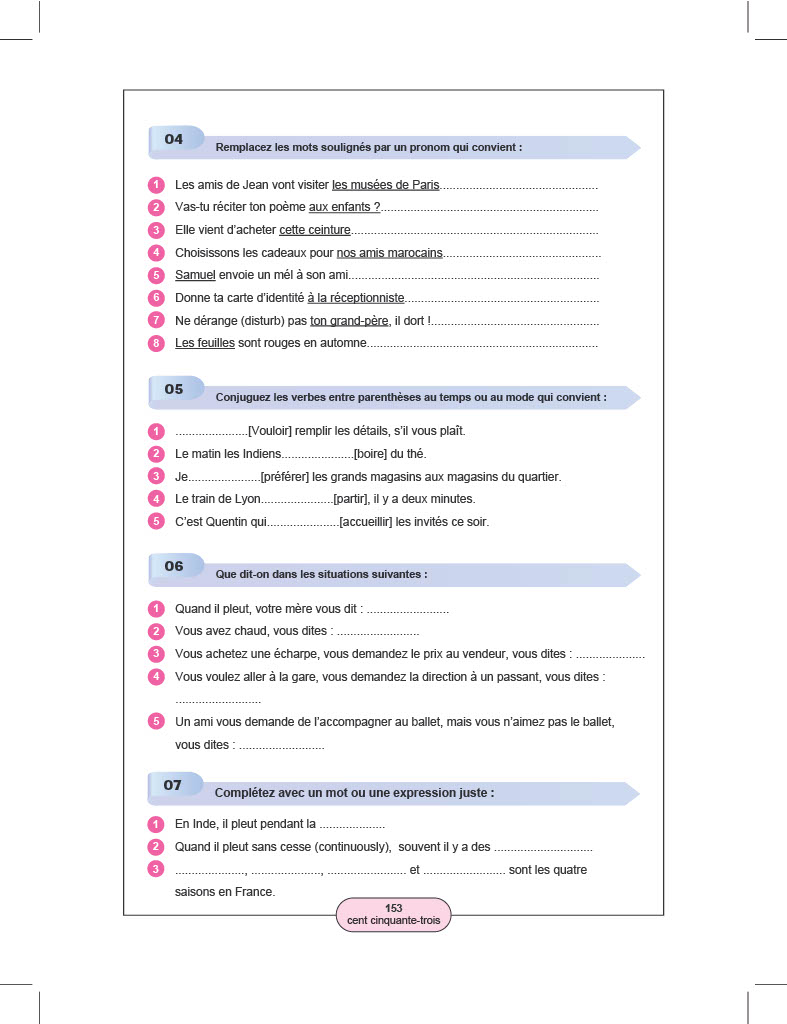 04
Remplacez les mots soulignés par un pronom qui convient :
1 Les amis de Jean vont visiter les musées de Paris................................................
2 Vas-tu réciter ton poème aux enfants ?..................................................................
3 Elle vient d’acheter cette ceinture...........................................................................
4 Choisissons les cadeaux pour nos amis marocains................................................
5 Samuel envoie un mél à son ami............................................................................
6 Donne ta carte d’identité à la réceptionniste...........................................................
7 Ne dérange (disturb) pas ton grand-père, il dort !...................................................
8 Les feuilles sont rouges en automne......................................................................
05
Conjuguez les verbes entre parenthèses au temps ou au mode qui convient :
1 ......................[Vouloir] remplir les détails, s’il vous plaît.
2 Le matin les Indiens......................[boire] du thé.
3 Je......................[préférer] les grands magasins aux magasins du quartier.
4 Le train de Lyon......................[partir], il y a deux minutes.
5 C’est Quentin qui......................[accueillir] les invités ce soir.
06
Que dit-on dans les situations suivantes :
1 Quand il pleut, votre mère vous dit : .........................
2 Vous avez chaud, vous dites : .........................
3 Vous achetez une écharpe, vous demandez le prix au vendeur, vous dites : .....................
4 Vous voulez aller à la gare, vous demandez la direction à un passant, vous dites :
..........................
5 Un ami vous demande de l’accompagner au ballet, mais vous n’aimez pas le ballet,
vous dites : ..........................
07
Complétez avec un mot ou une expression juste :
1 En Inde, il pleut pendant la ....................
2 Quand il pleut sans cesse (continuously), souvent il y a des ..............................
3 ....................., ....................., ........................ et ......................... sont les quatre
saisons en France.
153
cent cinquante-trois